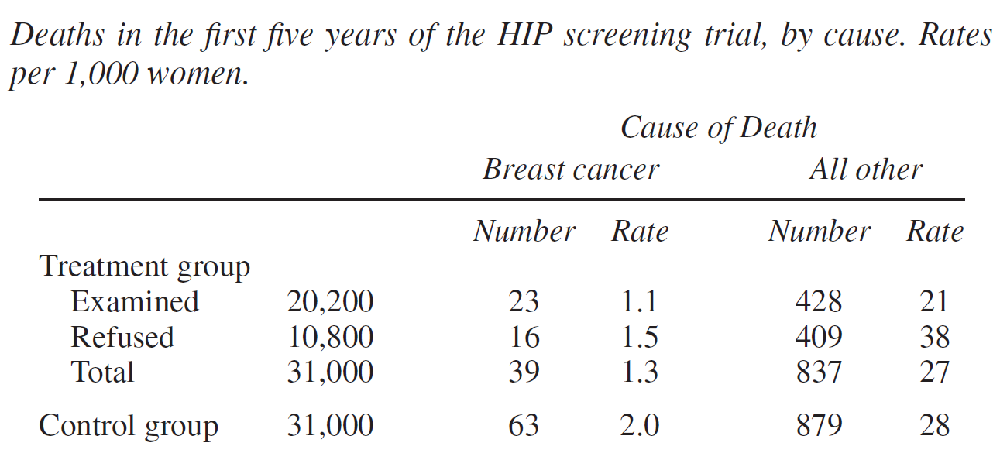 Deaths in the first five years of the HIP screening trial, by cause. Rates
per 1,000 women.
Cause of Death
Breast cancer All other
Number Rate Number Rate
Treatment group
Examined 20,200 23 1.1 428 21
Refused 10,800 16 1.5 409 38
Total 31,000 39 1.3 837 27
Control group 31,000 63 2.0 879 28